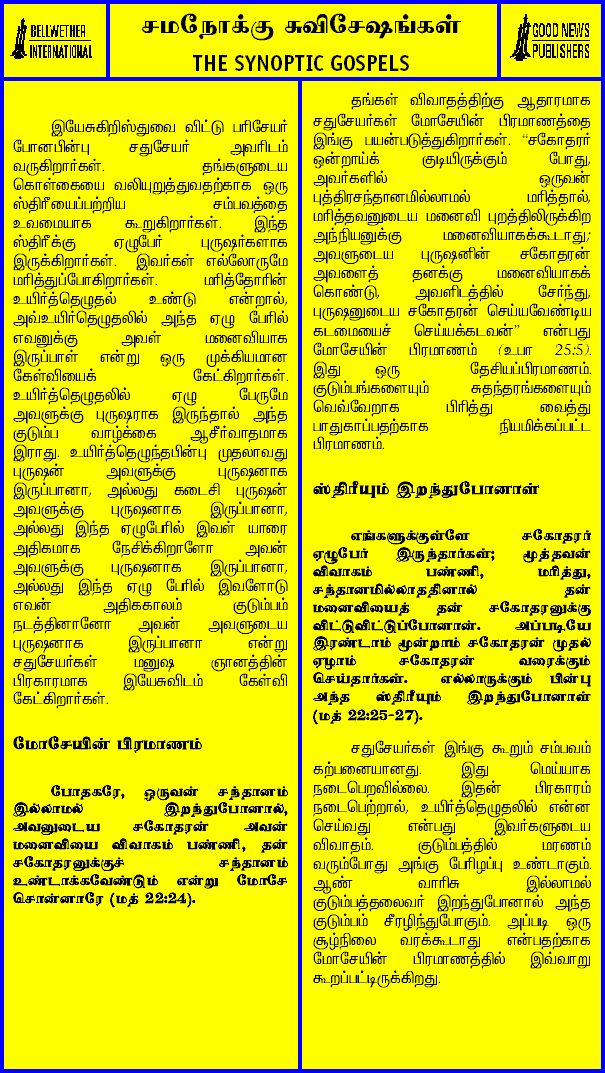 BELLWETHER
INTERNATIONAL
சமநோக்கு சுவிசேஷங்கள்
THE SYNOPTIC GOSPELS
GOOD NEWS
PUBLISHERS
இயேசுகிறிஸ்துவை விட்டு பரிசேயர்
போனபின்பு சதுசேயர் அவரிடம்
வருகிறார்கள். தங்களுடைய
கொள்கையை வலியுறுத்துவதற்காக ஒரு
ஸ்திரீயைப்பற்றிய சம்பவத்தை
உவமையாக கூறுகிறார்கள். இந்த
ஸ்திரீக்கு ஏழுபேர் புருஷர்களாக
இருக்கிறார்கள். இவர்கள் எல்லோருமே
மரித்துப்போகிறார்கள். மரித்தோரின்
உயிர்த்தெழுதல் உண்டு என்றால்,
அவ்உயிர்தெழுதலில் அந்த ஏழு பேரில்
எவனுக்கு அவள் மனைவியாக
இருப்பாள் என்று ஒரு முக்கியமான
கேள்வியைக் கேட்கிறார்கள்.
உயிர்த்தெழுதலில் ஏழு பேருமே
அவளுக்கு புருஷராக இருந்தால் அந்த
குடும்ப வாழ்க்கை ஆசீர்வாதமாக
இராது. உயிர்த்தெழுந்தபின்பு முதலாவது
புருஷன் அவளுக்கு புருஷனாக
இருப்பானா, அல்லது கடைசி புருஷன்
அவளுக்கு புருஷனாக இருப்பானா,
அல்லது இந்த ஏழுபேரில் இவள் யாரை
அதிகமாக நேசிக்கிறாளோ அவன்
அவளுக்கு புருஷனாக இருப்பானா,
அல்லது இந்த ஏழு பேரில் இவளோடு
எவன் அதிககாலம் குடும்பம்
நடத்தினானோ அவன் அவளுடைய
புருஷனாக இருப்பானா என்று
சதுசேயர்கள் மனுஷ ஞானத்தின்
பிரகாரமாக இயேசுவிடம் கேள்வி
கேட்கிறார்கள்.
மோசேயின் பிரமாணம்
போதகரே, ஒருவன் சந்தானம்
இல்லாமல் இறந்துபோனால்,
அவனுடைய சகோதரன் அவன்
மனைவியை விவாகம் பண்ணி, தன்
சகோதரனுக்குச் சந்தானம்
உண்டாக்கவேண்டும் என்று மோசே
சொன்னாரே (மத் 22:24).
தங்கள் விவாதத்திற்கு ஆதாரமாக
சதுசேயர்கள் மோசேயின் பிரமாணத்தை
இங்கு பயன்படுத்துகிறார்கள். “சகோதரர்
ஒன்றாய்க் குடியிருக்கும் போது,
அவர்களில் ஒருவன்
புத்திரசந்தானமில்லாமல் மரித்தால்,
மரித்தவனுடைய மனைவி புறத்திலிருக்கிற
அந்நியனுக்கு மனைவியாகக்கூடாது;
அவளுடைய புருஷனின் சகோதரன்
அவளைத் தனக்கு மனைவியாகக்
கொண்டு, அவளிடத்தில் சேர்ந்து,
புருஷனுடைய சகோதரன் செய்யவேண்டிய
கடமையைச் செய்யக்கடவன்” என்பது
மோசேயின் பிரமாணம் (உபா 25:5).
இது ஒரு தேசியப்பிரமாணம்.
குடும்பங்களையும் சுதந்தரங்களையும்
வெவ்வேறாக பிரித்து வைத்து
பாதுகாப்பதற்காக நியமிக்கப்பட்ட
பிரமாணம்.
ஸ்திரீயும் இறந்துபோனாள்
எங்களுக்குள்ளே சகோதரர்
ஏழுபேர் இருந்தார்கள்; மூத்தவன்
விவாகம் பண்ணி, மரித்து,
சந்தானமில்லாததினால் தன்
மனைவியைத் தன் சகோதரனுக்கு
விட்டுவிட்டுப்போனான். அப்படியே
இரண்டாம் மூன்றாம் சகோதரன் முதல்
ஏழாம் சகோதரன் வரைக்கும்
செய்தார்கள். எல்லாருக்கும் பின்பு
அந்த ஸ்திரீயும் இறந்துபோனாள்
(மத் 22:25-27).
சதுசேயர்கள் இங்கு கூறும் சம்பவம்
கற்பனையானது. இது மெய்யாக
நடைபெறவில்லை. இதன் பிரகாரம்
நடைபெற்றால், உயிர்த்தெழுதலில் என்ன
செய்வது என்பது இவர்களுடைய
விவாதம். குடும்பத்தில் மரணம்
வரும்போது அங்கு பேரிழப்பு உண்டாகும்.
ஆண் வாரிசு இல்லாமல்
குடும்பத்தலைவர் இறந்துபோனால் அந்த
குடும்பம் சீரழிந்துபோகும். அப்படி ஒரு
சூழ்நிலை வரக்கூடாது என்பதற்காக
மோசேயின் பிரமாணத்தில் இவ்வாறு
கூறப்பட்டிருக்கிறது.